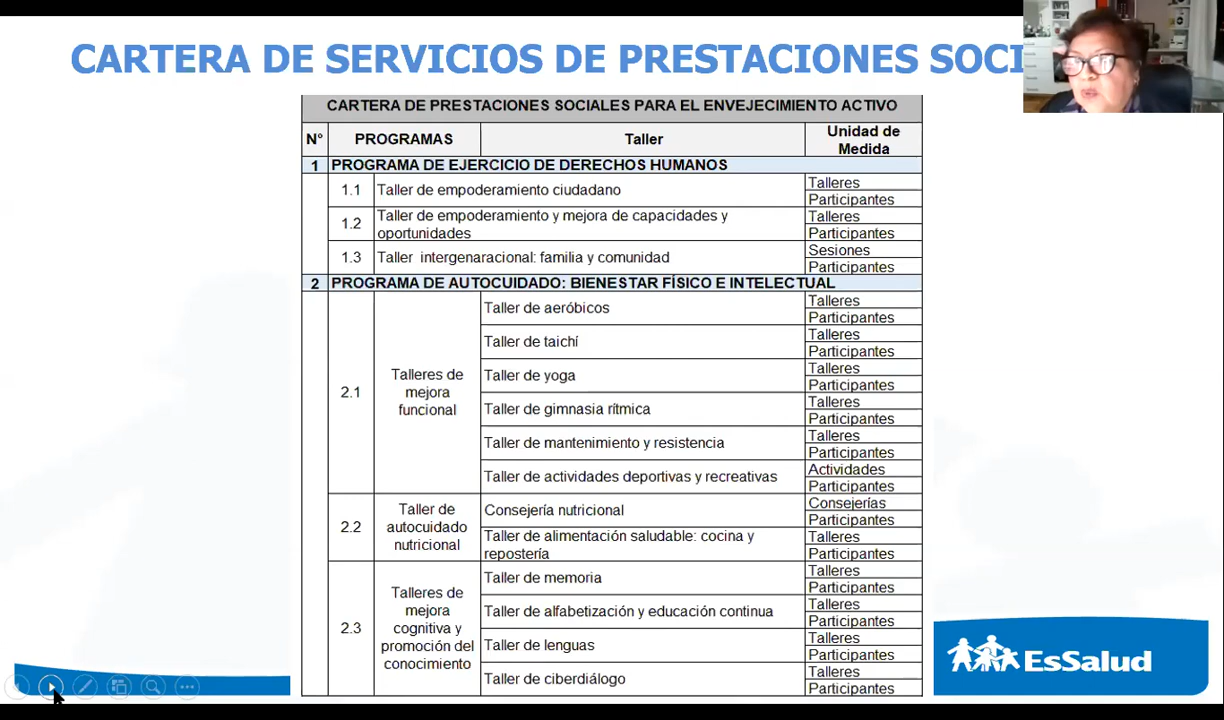 CARTERA DE SERVICIOS DE PRESTACIONES SOCI
CARTERA DE PRESTACIONES SOCIALES PARA EL ENVEJECIMIENTO ACTIVO
N° PROGRAMAS Taller Unidad de
Medida
1 PROGRAMA DE EJERCICIO DE DERECHOS HUMANOS
1.1 Taller de empoderamiento ciudadano
Talleres
Participantes
1.2 Taller de empoderamiento y mejora de capacidades y
oportunidades
Talleres
Participantes
1.3 Taller intergenaracional: familia y comunidad
Sesiones
Participantes
2 PROGRAMA DE AUTOCUIDADO: BIENESTAR FÍSICO E INTELECTUAL
2.1
Talleres de
mejora
funcional
Taller de aeróbicos
Talleres
Participantes
Taller de taichí
Talleres
Participantes
Taller de yoga
Talleres
Participantes
Taller de gimnasia rítmica
Talleres
Participantes
Taller de mantenimiento y resistencia
Talleres
Participantes
Taller de actividades deportivas y recreativas
Actividades
Participantes
2.2
Taller de
autocuidado
nutricional
Consejería nutricional
Consejerías
Participantes
Taller de alimentación saludable: cocina y
repostería
Talleres
Participantes
2.3
Talleres de
mejora
cognitiva y
promoción del
conocimiento
Taller de memoria
Talleres
Participantes
Taller de alfabetización y educación continua
Talleres
Participantes
Taller de lenguas
Talleres
Participantes
Taller de ciberdiálogo
Talleres
Participantes
EsSalud